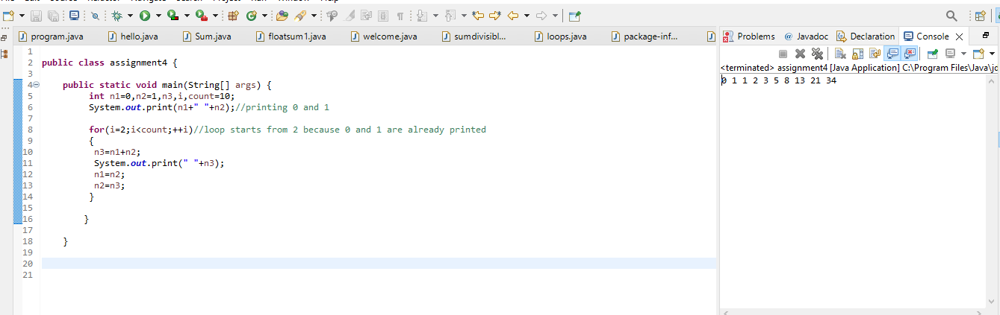 program.java hello.java Sum.java floatsum1.java welcome.java sumdivisibl... loops.java package-inf...
Problems @ Javadoc Declaration Console
<terminated> assignment4 [Java Application] C:\Program Files\Java\jd
0 1 1 2 3 5 8 13 21 34
1
2 public class assignment4 {
3
4 public static void main(String[] args) {
5 int n1=0,n2=1,n3,i,count=10;
6 System.out.print(n1+" "+n2);//printing 0 and 1
7
8 for(i=2;i<count;++i)//loop starts from 2 because 0 and 1 are already printed
9 {
10 n3=n1+n2;
11 System.out.print(" "+n3);
12 n1=n2;
13 n2=n3;
14 }
15
16 }
17
18 }
19
20
21